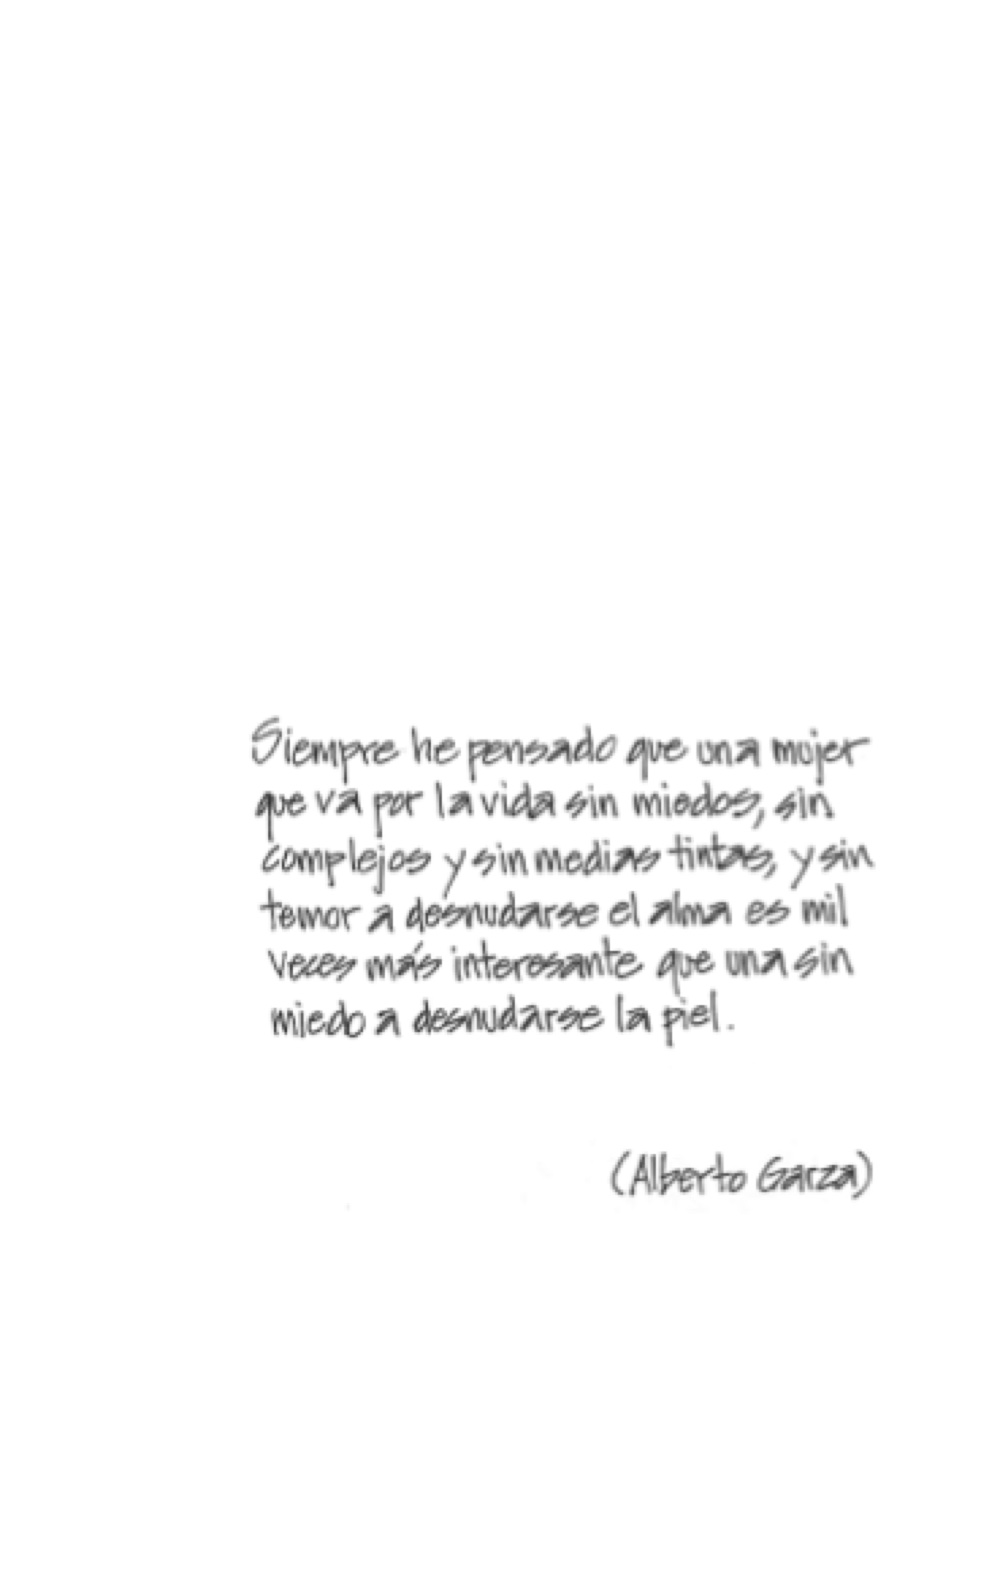 Siempre he pensado que una mujer
que va por la vida sin miedos, sin
complejos y sin medias tintas, y sin
temor a desnudarse el alma es mil
veces más interesante que una sin
miedo a desnudarse la piel.
(Alberto Garza)